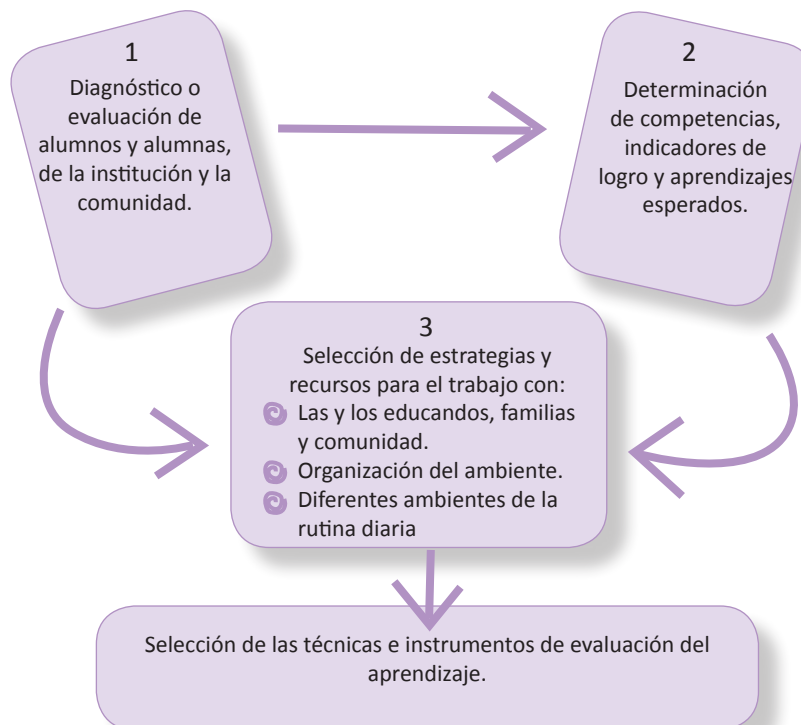 1
Diagnóstico o
evaluación de
alumnos y alumnas,
de la institución y la
comunidad.
2
Determinación
de competencias,
indicadores de
logro y aprendizajes
esperados.
3
Selección de estrategias y
recursos para el trabajo con:
Las y los educandos, familias
y comunidad.
Organización del ambiente.
Diferentes ambientes de la
rutina diaria
Selección de las técnicas e instrumentos de evaluación del
aprendizaje.